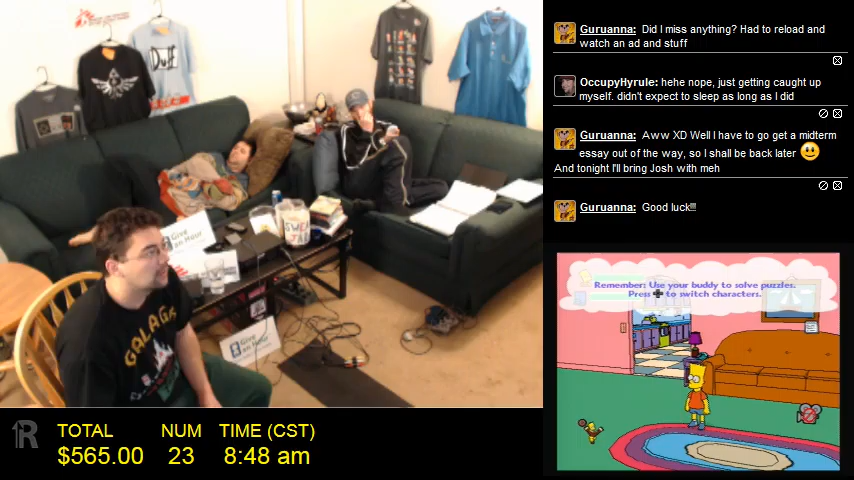 Duff
Give
an Hour
SWEAR
JAR
GALAGA
Give
an Hour
TOTAL
NUM
TIME (CST)
$565.00
23
8:48 am
Guruanna: Did I miss anything? Had to reload and
watch an ad and stuff
OccupyHyrule: hehe nope, just getting caught up
myself. didn't expect to sleep as long as I did
Guruanna: Aww XD Well I have to go get a midterm
essay out of the way, so I shall be back later
And tonight I'll bring Josh with meh
Guruanna: Good luck!!!
Remember: Use your buddy to solve puzzles.
Press to switch characters.